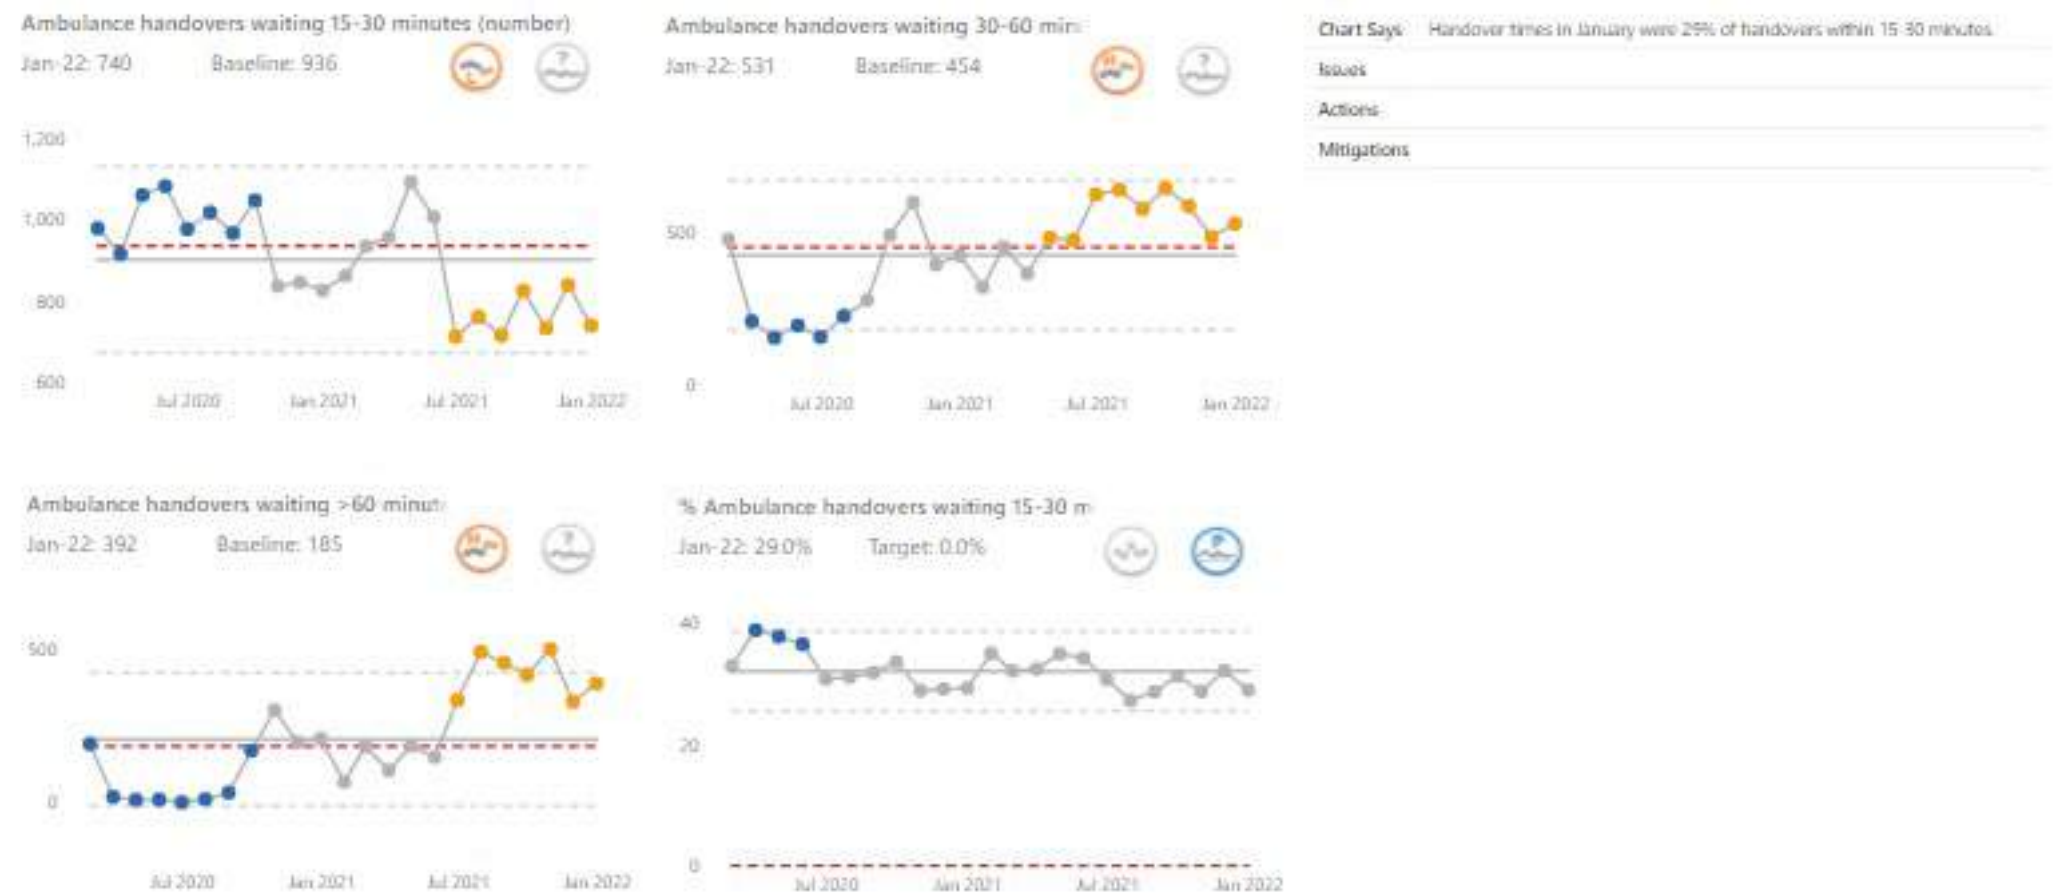 Ambulance handovers waiting 15-30 minutes (number)
Jan-22: 740 Baseline: 936
1,200
1,000
800
600
Jul 2020 Jan 2021 Jul 2021 Jan 2022
Ambulance handovers waiting 30-60 min
Jan-22: 531 Baseline: 454
H
?
500
0
Jul 2020 Jan 2021 Jul 2021 Jan 2022
Chart Says Handover times in January were 29% of handovers within 15-30 minutes.
Issues
Actions
Mitigations
Ambulance handovers waiting >60 minut
Jan-22: 392 Baseline: 185
H
?
500
0
Jul 2020 Jan 2021 Jul 2021 Jan 2022
% Ambulance handovers waiting 15-30 m
Jan-22: 29.0% Target: 0.0%
P
40
20
0
Jul 2020 Jan 2021 Jul 2021 Jan 2022